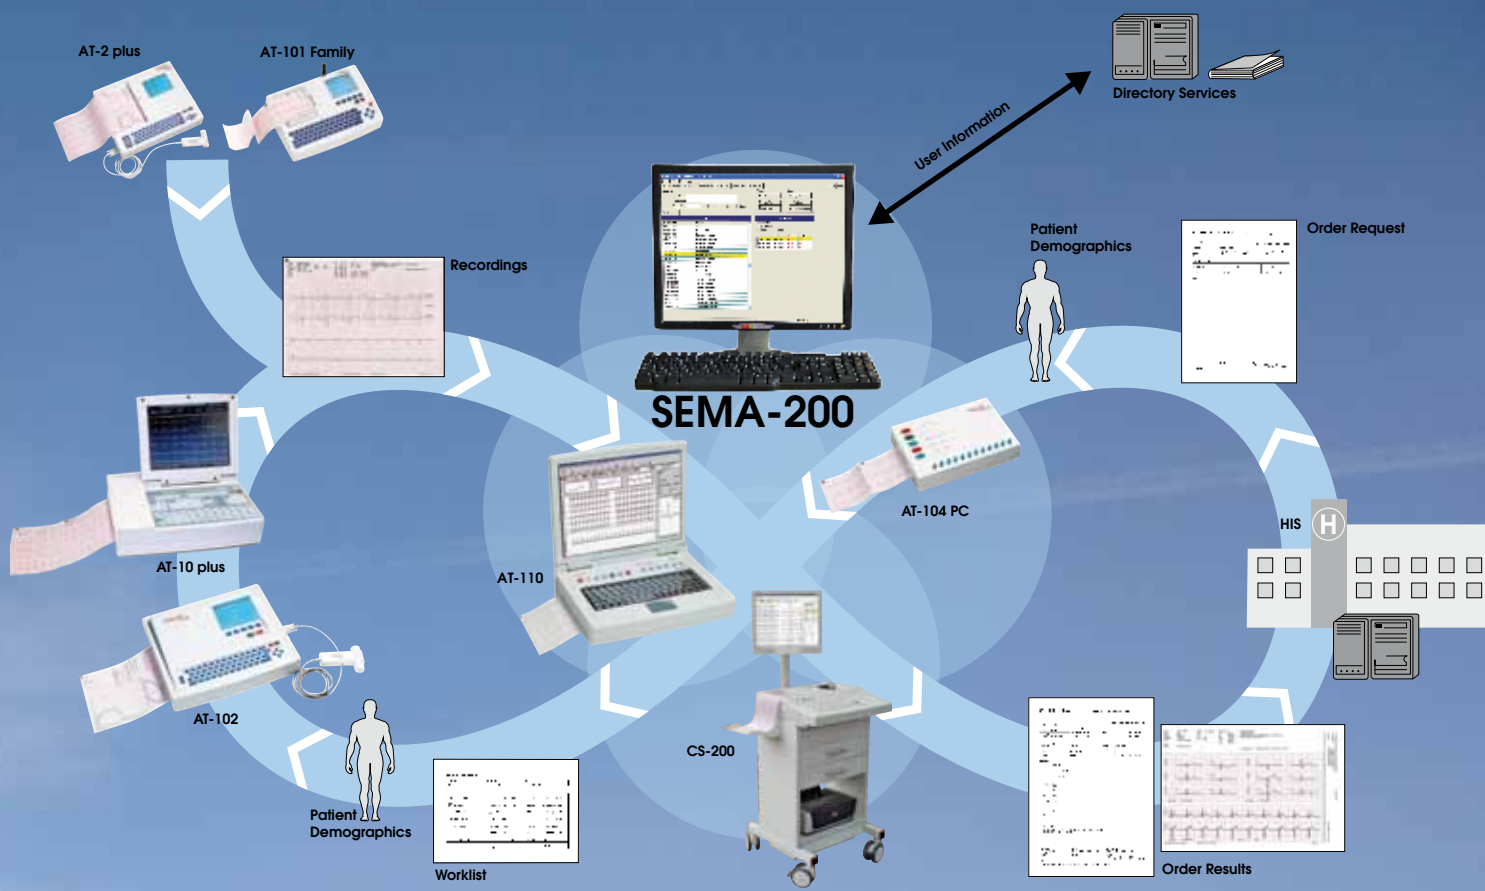 AT-2 plus
AT-101 Family
Directory Services
User Information
Patient
Demographics
Order Request
Recordings
SEMA-200
AT-104 PC
HIS
H
AT-10 plus
AT-110
AT-102
CS-200
Patient
Demographics
Worklist
Order Results